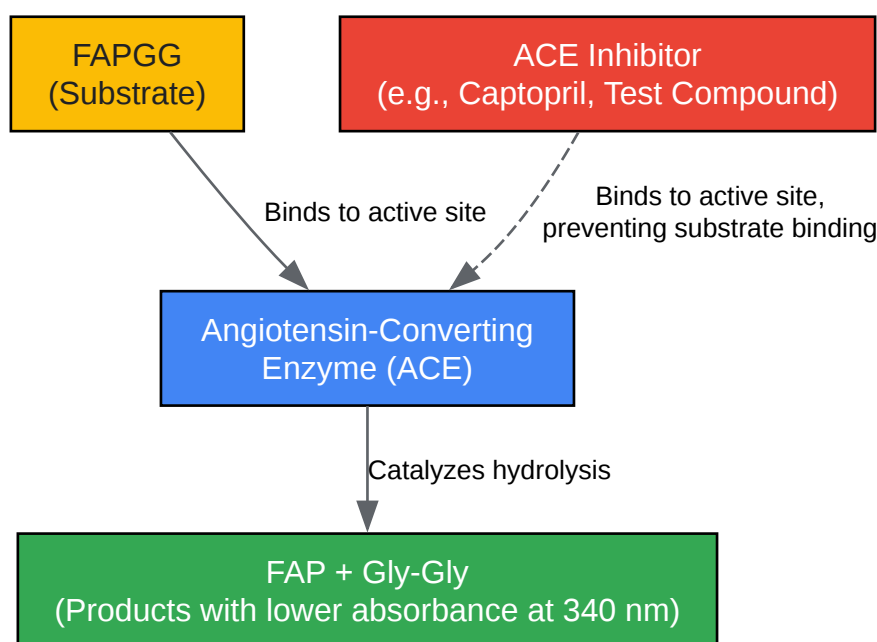 FAPGG
(Substrate)
ACE Inhibitor
(e.g., Captopril, Test Compound)
Binds to active site
Binds to active site,
preventing substrate binding
Angiotensin-Converting
Enzyme (ACE)
Catalyzes hydrolysis
FAP + Gly-Gly
(Products with lower absorbance at 340 nm)